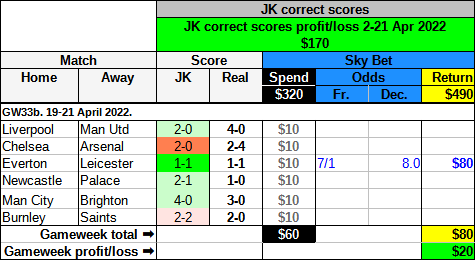 JK correct scores
JK correct scores profit/loss 2-21 Apr 2022
$170
Match Score Sky Bet
Home Away JK Real Spend Odds Return
$320 Fr. Dec. $490
GW33b. 19-21 April 2022.
Liverpool Man Utd 2-0 4-0 $10
Chelsea Arsenal 2-0 2-4 $10
Everton Leicester 1-1 1-1 $10 7/1 8.0 $80
Newcastle Palace 2-1 1-0 $10
Man City Brighton 4-0 3-0 $10
Burnley Saints 2-2 2-0 $10
Gameweek total ➡ $60 $80
Gameweek profit/loss ➡ $20